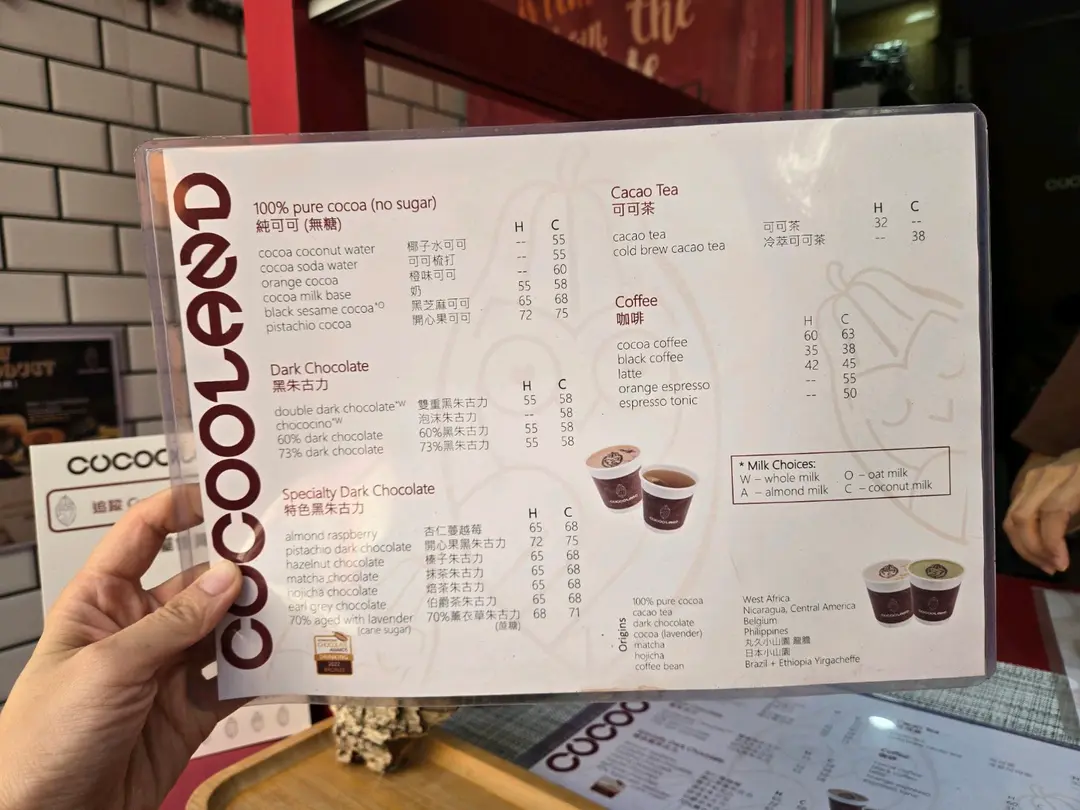 the
COCOOLAND
100% pure cocoa (no sugar)
純可可 (無糖)
H C
cocoa coconut water 椰子水可可 -- 55
cocoa soda water 可可梳打 -- 55
orange cocoa 橙味可可 -- 60
cocoa milk base 奶 55 58
black sesame cocoa*O 黑芝麻可可 65 68
pistachio cocoa 開心果可可 72 75
Dark Chocolate
黑朱古力
H C
double dark chocolate*W 雙重黑朱古力 55 58
chococino*W 泡沫朱古力 -- 58
60% dark chocolate 60%黑朱古力 55 58
73% dark chocolate 73%黑朱古力 55 58
Specialty Dark Chocolate
特色黑朱古力
H C
almond raspberry 杏仁蔓越莓 65 68
pistachio dark chocolate 開心果黑朱古力 72 75
hazelnut chocolate 榛子朱古力 65 68
matcha chocolate 抹茶朱古力 65 68
hojicha chocolate 焙茶朱古力 65 68
earl grey chocolate 伯爵茶朱古力 65 68
70% aged with lavender 70%薰衣草朱古力 68 71
(cane sugar) (蔗糖)
Cacao Tea
可可茶
H C
cacao tea 可可茶 32 --
cold brew cacao tea 冷萃可可茶 -- 38
Coffee
咖啡
H C
cocoa coffee 60 63
black coffee 35 38
latte 42 45
orange espresso -- 55
espresso tonic -- 50
* Milk Choices:
W – whole milk O – oat milk
A – almond milk C – coconut milk
Origins
100% pure cocoa West Africa
cacao tea Nicaragua, Central America
dark chocolate Belgium
cocoa (lavender) Philippines
matcha 丸久小山園
hojicha 日本小山園
coffee bean Brazil + Ethiopia Yirgacheffe
追蹤